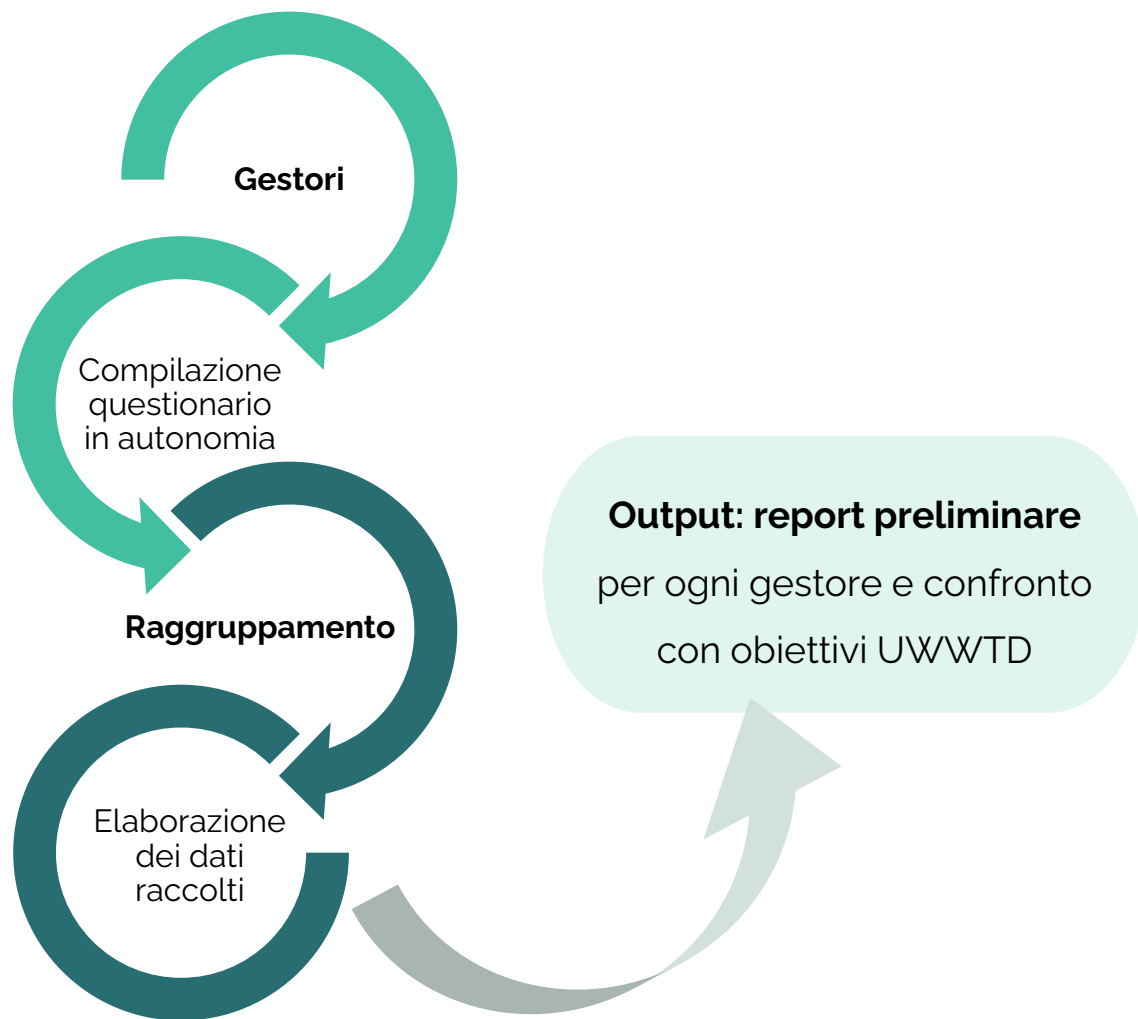 Gestori
Compilazione
questionario
in autonomia
Raggruppamento
Elaborazione
dei dati
raccolti
Output: report preliminare
per ogni gestore e confronto
con obiettivi UWWTD